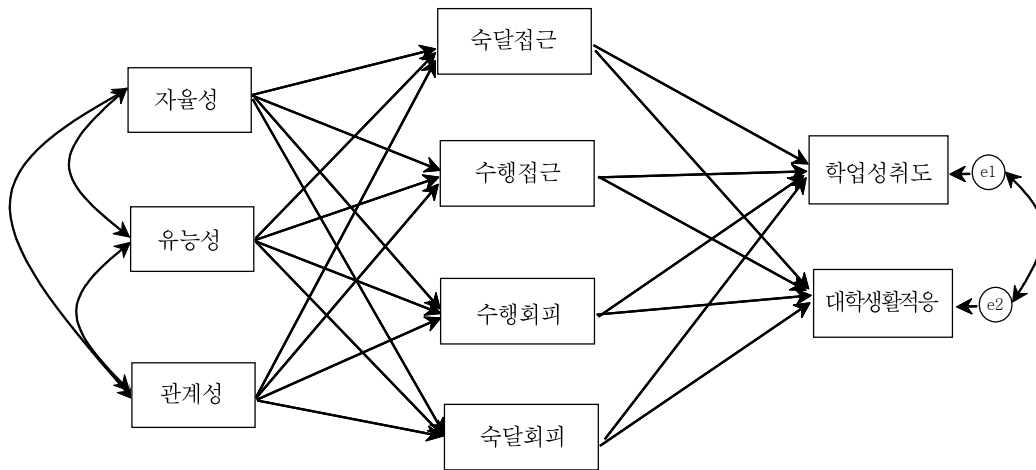 숙달접근
자율성
수행접근
학업성취도
e1
유능성
수행회피
대학생활적응
e2
관계성
숙달회피